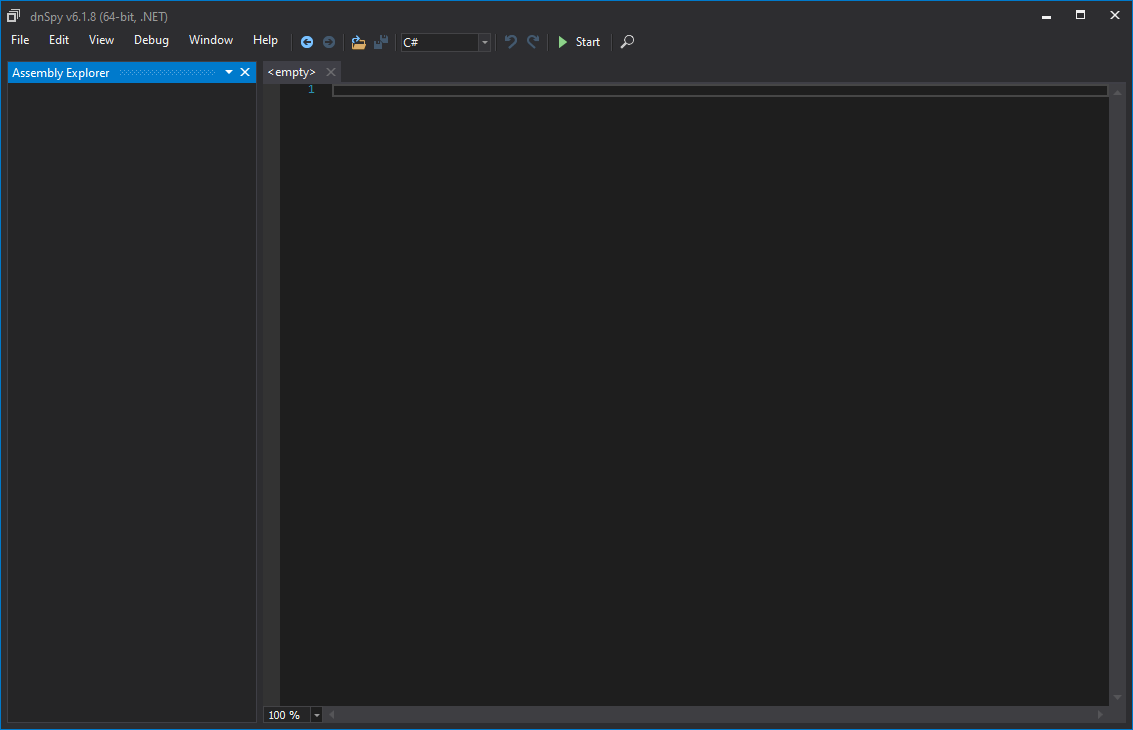 dnSpy v6.1.8 (64-bit, .NET)
File Edit View Debug Window Help C# Start
Assembly Explorer <empty>
1
100 %